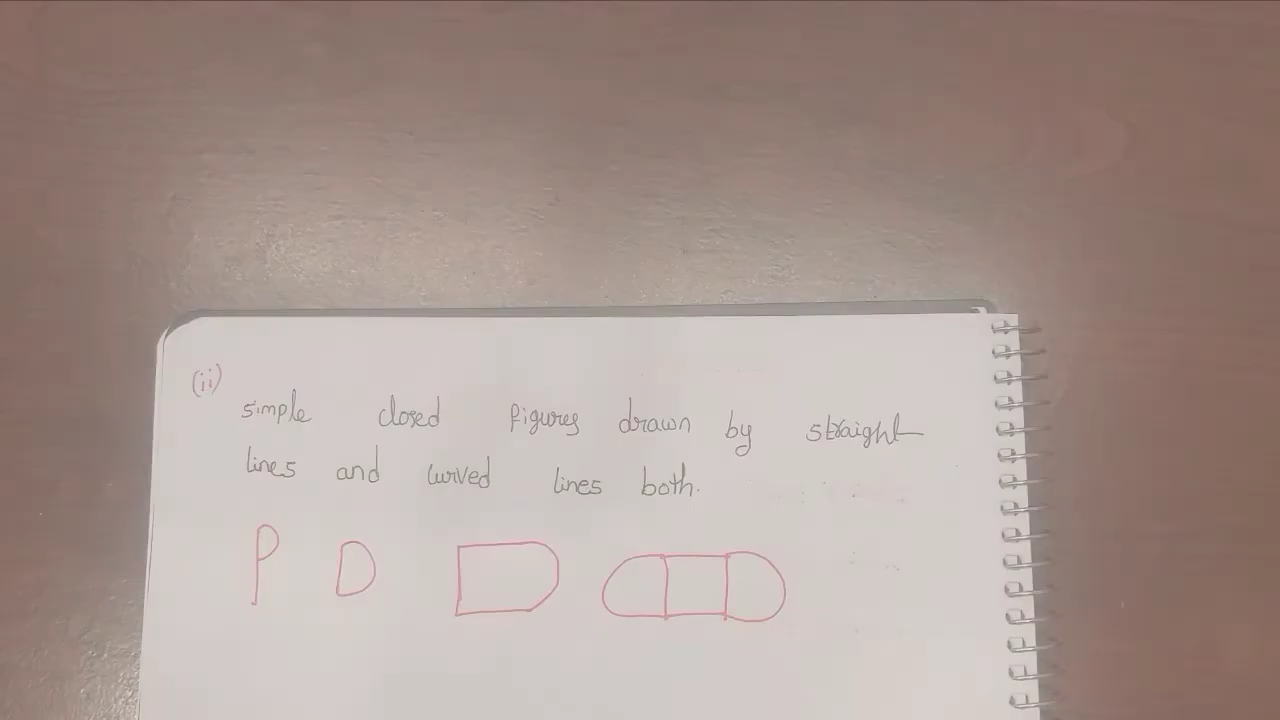 (ii)
simple closed figures drawn by straight
lines and curved lines both.
P D